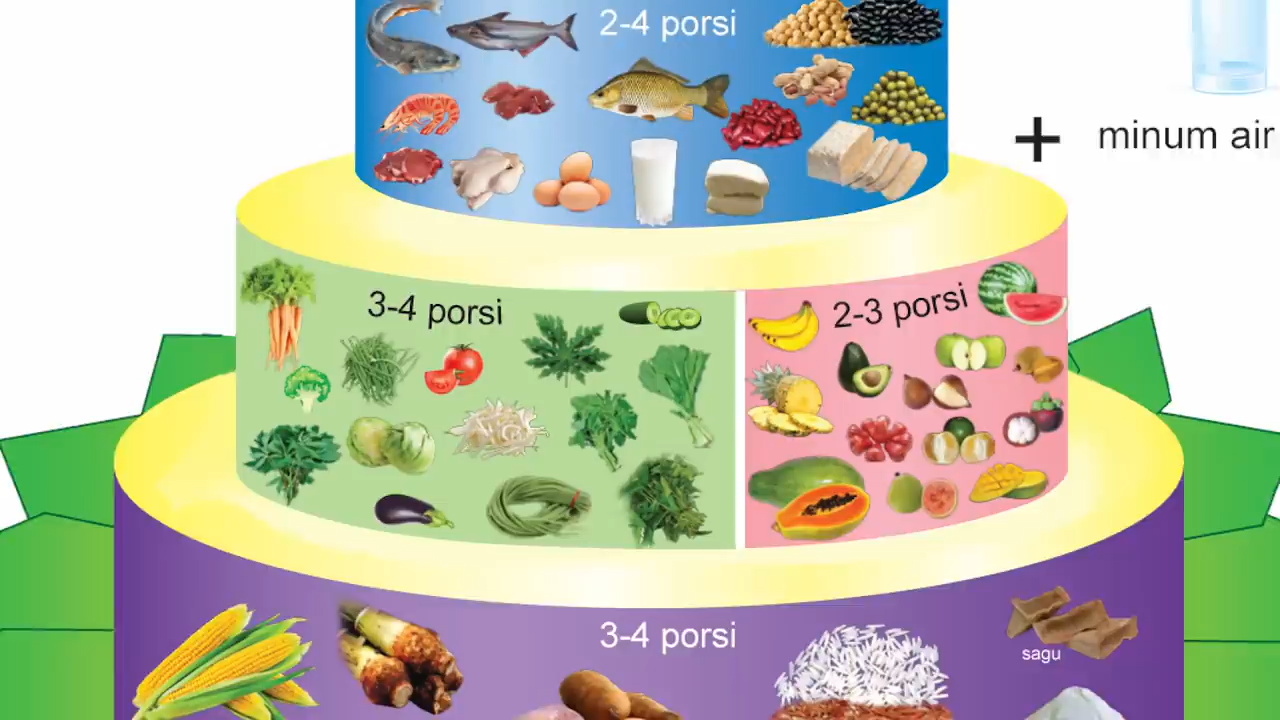 2-4 porsi
+ minum air
3-4 porsi
2-3 porsi
3-4 porsi
sagu